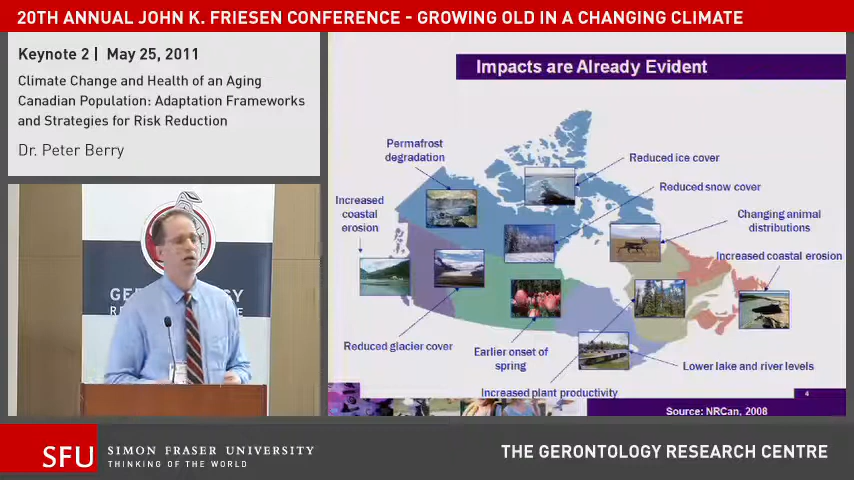 20TH ANNUAL JOHN K. FRIESEN CONFERENCE - GROWING OLD IN A CHANGING CLIMATE
Keynote 2 | May 25, 2011
Climate Change and Health of an Aging
Canadian Population: Adaptation Frameworks
and Strategies for Risk Reduction
Dr. Peter Berry
Impacts are Already Evident
Permafrost
degradation
Reduced ice cover
Reduced snow cover
Increased
coastal
erosion
Changing animal
distributions
Increased coastal erosion
Reduced glacier cover
Earlier onset of
spring
Lower lake and river levels
Increased plant productivity
4
Source: NRCan, 2008
SFU
SIMON FRASER UNIVERSITY
THINKING OF THE WORLD
THE GERONTOLOGY RESEARCH CENTRE